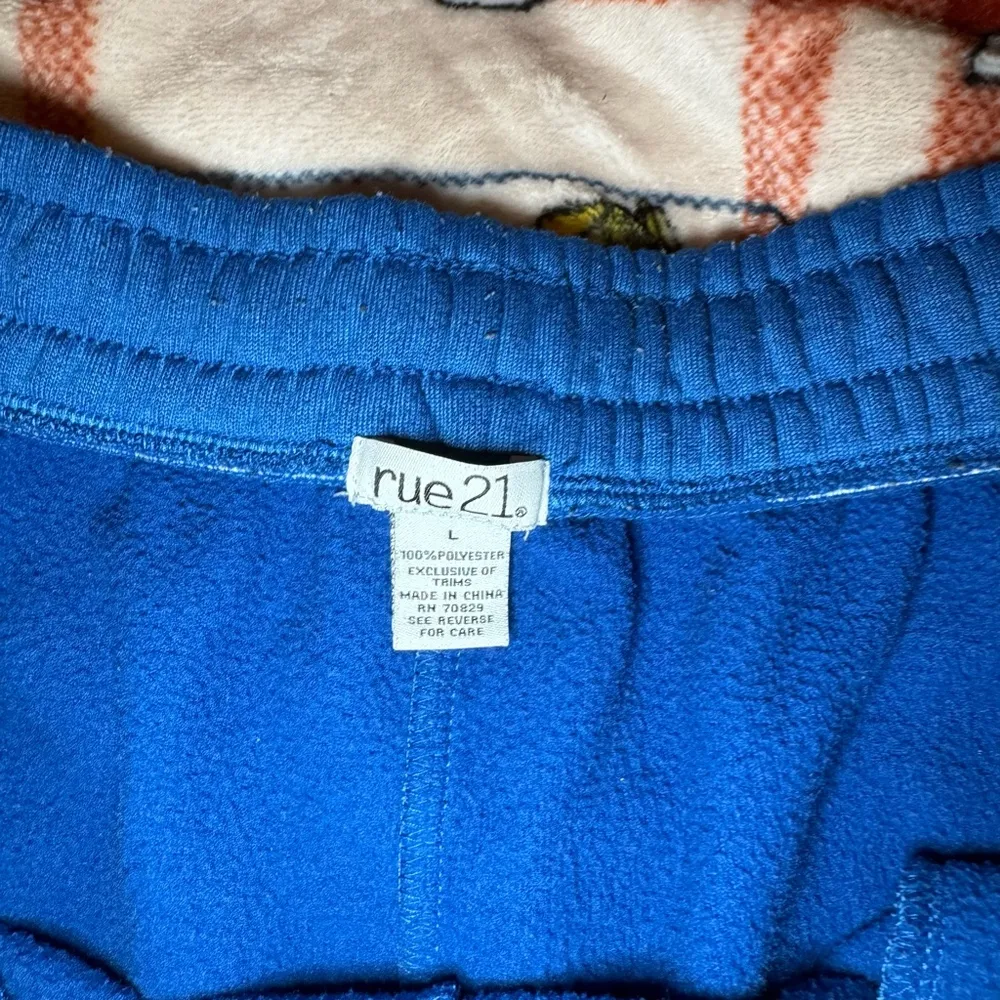 rue21®
L
100%POLYESTER
EXCLUSIVE OF
TRIMS
MADE IN CHINA
RN 70829
SEE REVERSE
FOR CARE